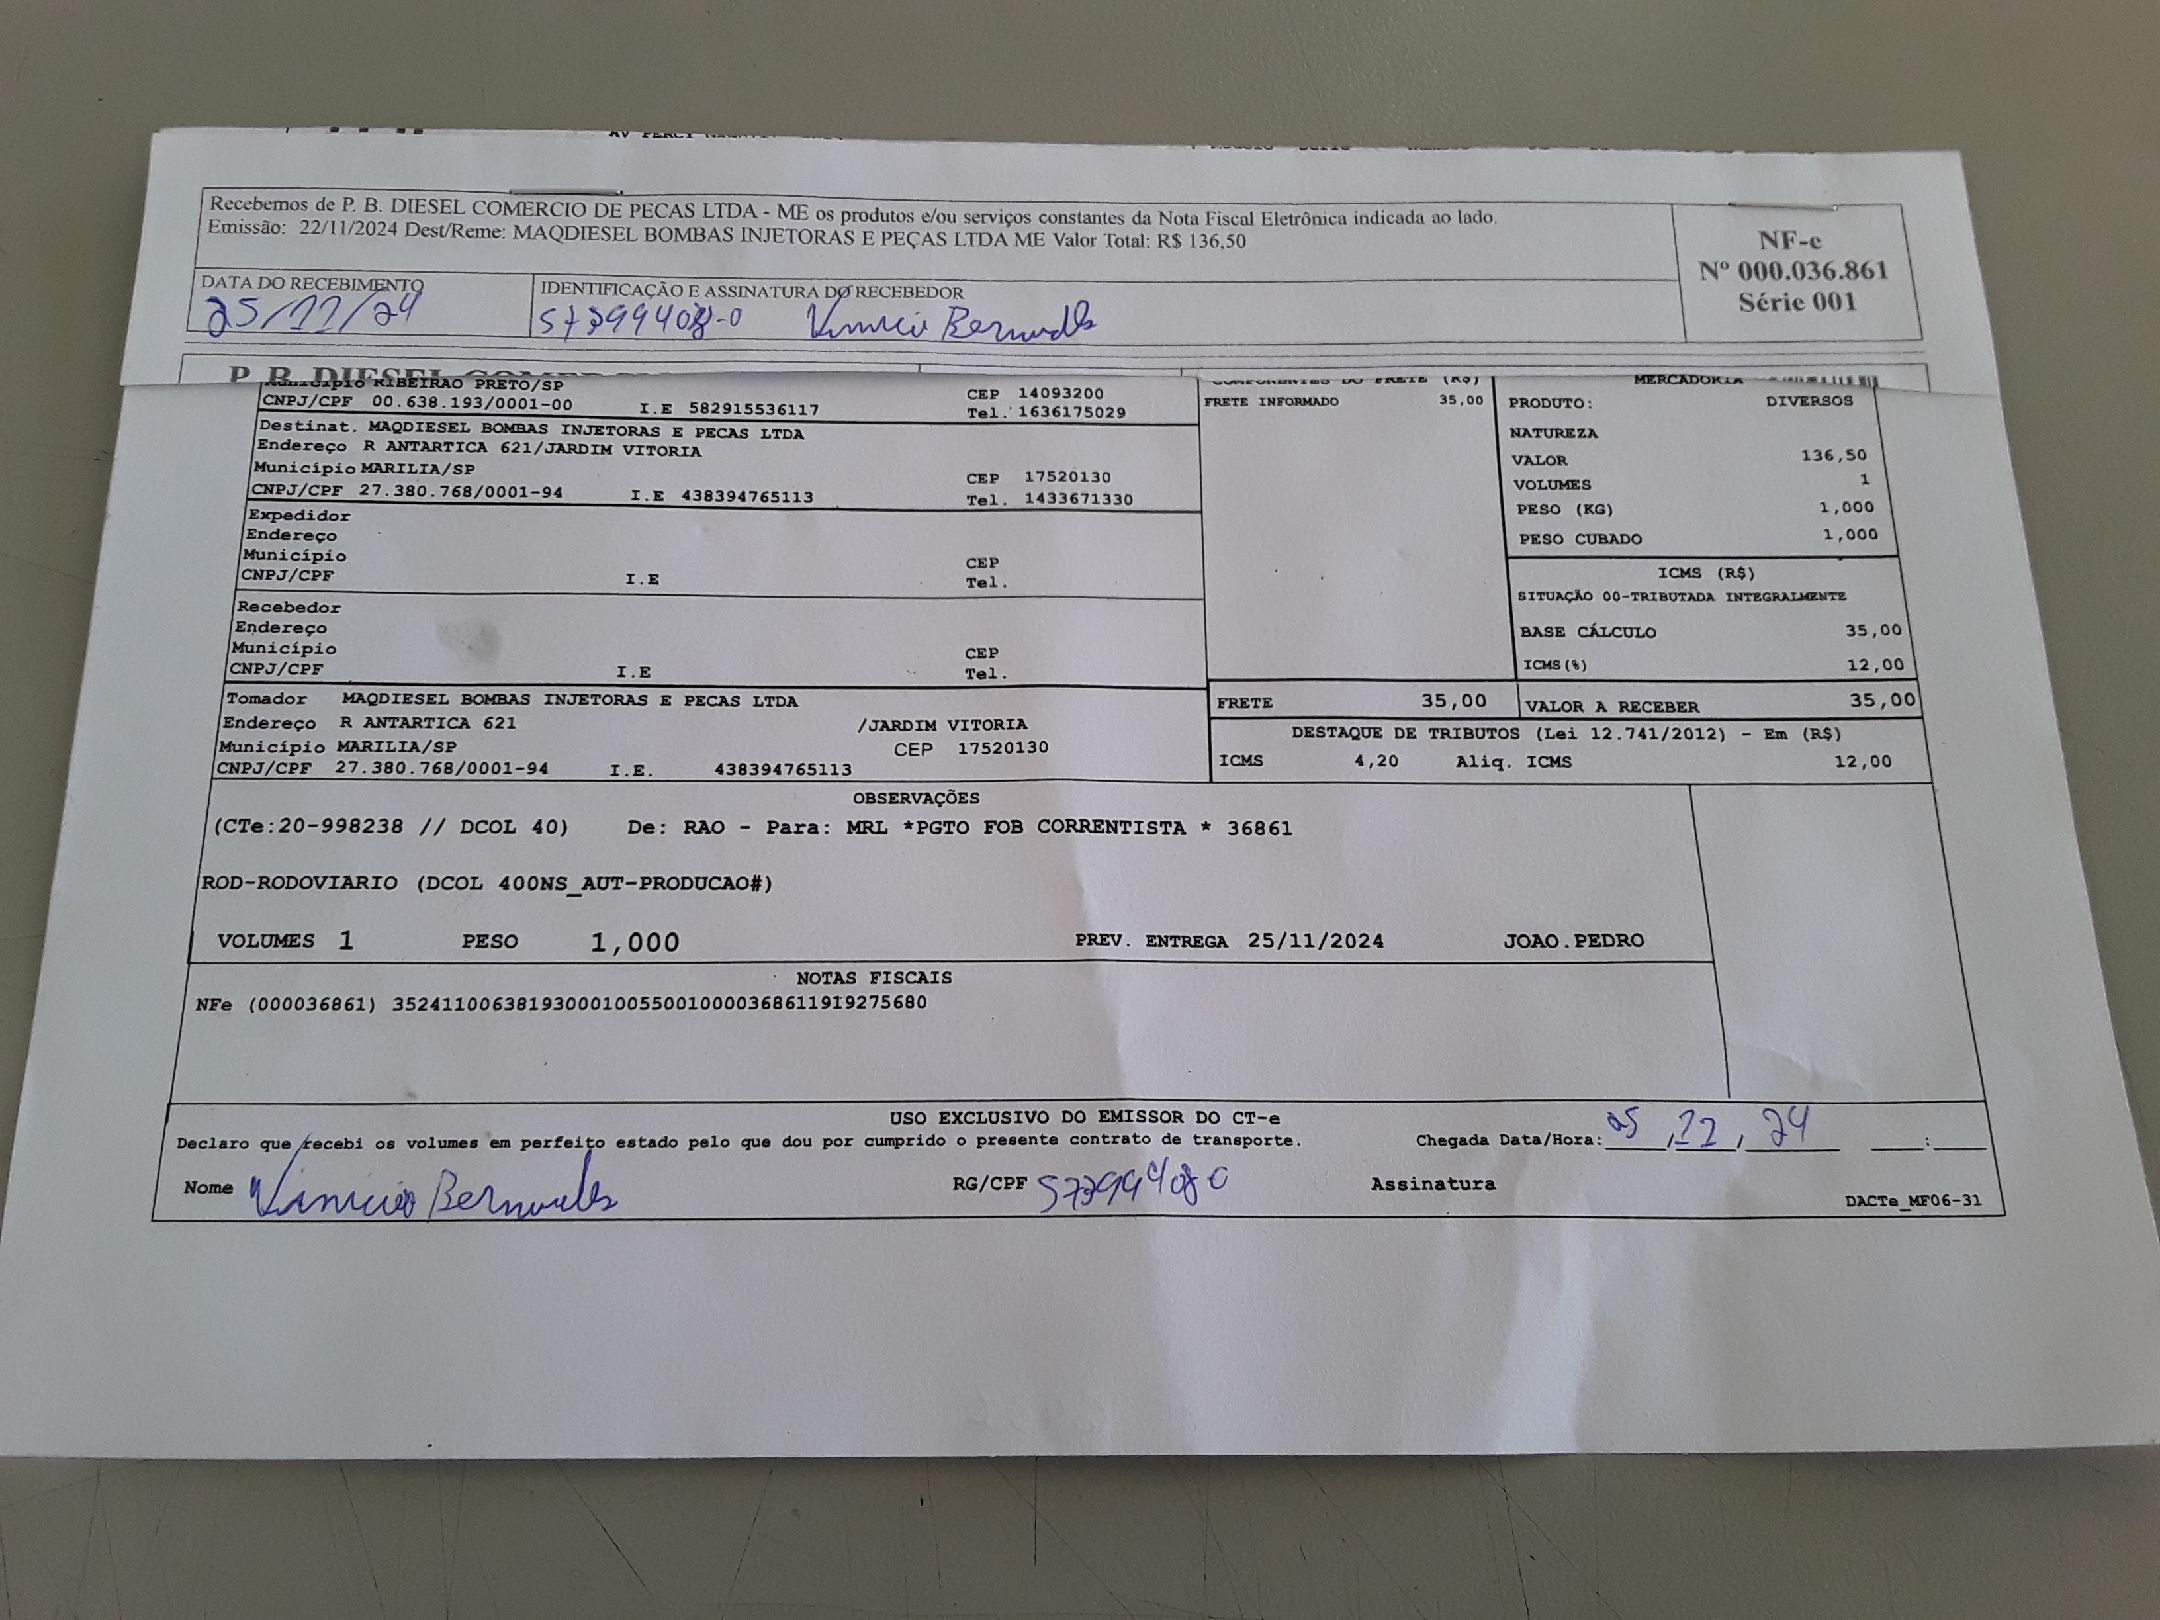 Recebemos de P. B. DIESEL COMERCIO DE PECAS LTDA - ME os produtos e/ou serviços constantes da Nota Fiscal Eletrônica indicada ao lado.
Emissão: 22/11/2024 Dest/Reme: MAQDIESEL BOMBAS INJETORAS E PEÇAS LTDA ME Valor Total: R$ 136,50
NF-e
Nº 000.036.861
Série 001
DATA DO RECEBIMENTO
25/11/24
IDENTIFICAÇÃO E ASSINATURA DO RECEBEDOR
Bernardes
P. B. DIESEL
Município RIBEIRAO PRETO/SP CEP 14093200
CNPJ/CPF 00.638.193/0001-00 I.E 582915536117 Tel. 1636175029
Destinat. MAQDIESEL BOMBAS INJETORAS E PECAS LTDA
Endereço R ANTARTICA 621/JARDIM VITORIA
Município MARILIA/SP CEP 17520130
CNPJ/CPF 27.380.768/0001-94 I.E 438394765113 Tel. 1433671330
Expedidor
Endereço
Município CEP
CNPJ/CPF I.E Tel.
Recebedor
Endereço
Município CEP
CNPJ/CPF I.E Tel.
Tomador MAQDIESEL BOMBAS INJETORAS E PECAS LTDA
Endereço R ANTARTICA 621 /JARDIM VITORIA
Município MARILIA/SP CEP 17520130
CNPJ/CPF 27.380.768/0001-94 I.E. 438394765113
COMPONENTES DO FRETE (R$)
FRETE INFORMADO 35,00
MERCADORIA
PRODUTO: DIVERSOS
NATUREZA
VALOR 136,50
VOLUMES 1
PESO (KG) 1,000
PESO CUBADO 1,000
ICMS (R$)
SITUAÇÃO 00-TRIBUTADA INTEGRALMENTE
BASE CÁLCULO 35,00
ICMS(%) 12,00
FRETE 35,00 VALOR A RECEBER 35,00
DESTAQUE DE TRIBUTOS (Lei 12.741/2012) - Em (R$)
ICMS 4,20 Aliq. ICMS 12,00
OBSERVAÇÕES
(CTe:20-998238 // DCOL 40) De: RAO - Para: MRL *PGTO FOB CORRENTISTA * 36861
ROD-RODOVIARIO (DCOL 400NS_AUT-PRODUCAO#)
VOLUMES 1 PESO 1,000 PREV. ENTREGA 25/11/2024 JOAO.PEDRO
NOTAS FISCAIS
NFe (000036861) 35241100638193000100550010000368611919275680
USO EXCLUSIVO DO EMISSOR DO CT-e
Declaro que recebi os volumes em perfeito estado pelo que dou por cumprido o presente contrato de transporte. Chegada Data/Hora: 25/11/24 :
Nome Bernardes RG/CPF Assinatura
DACTe_MF06-31